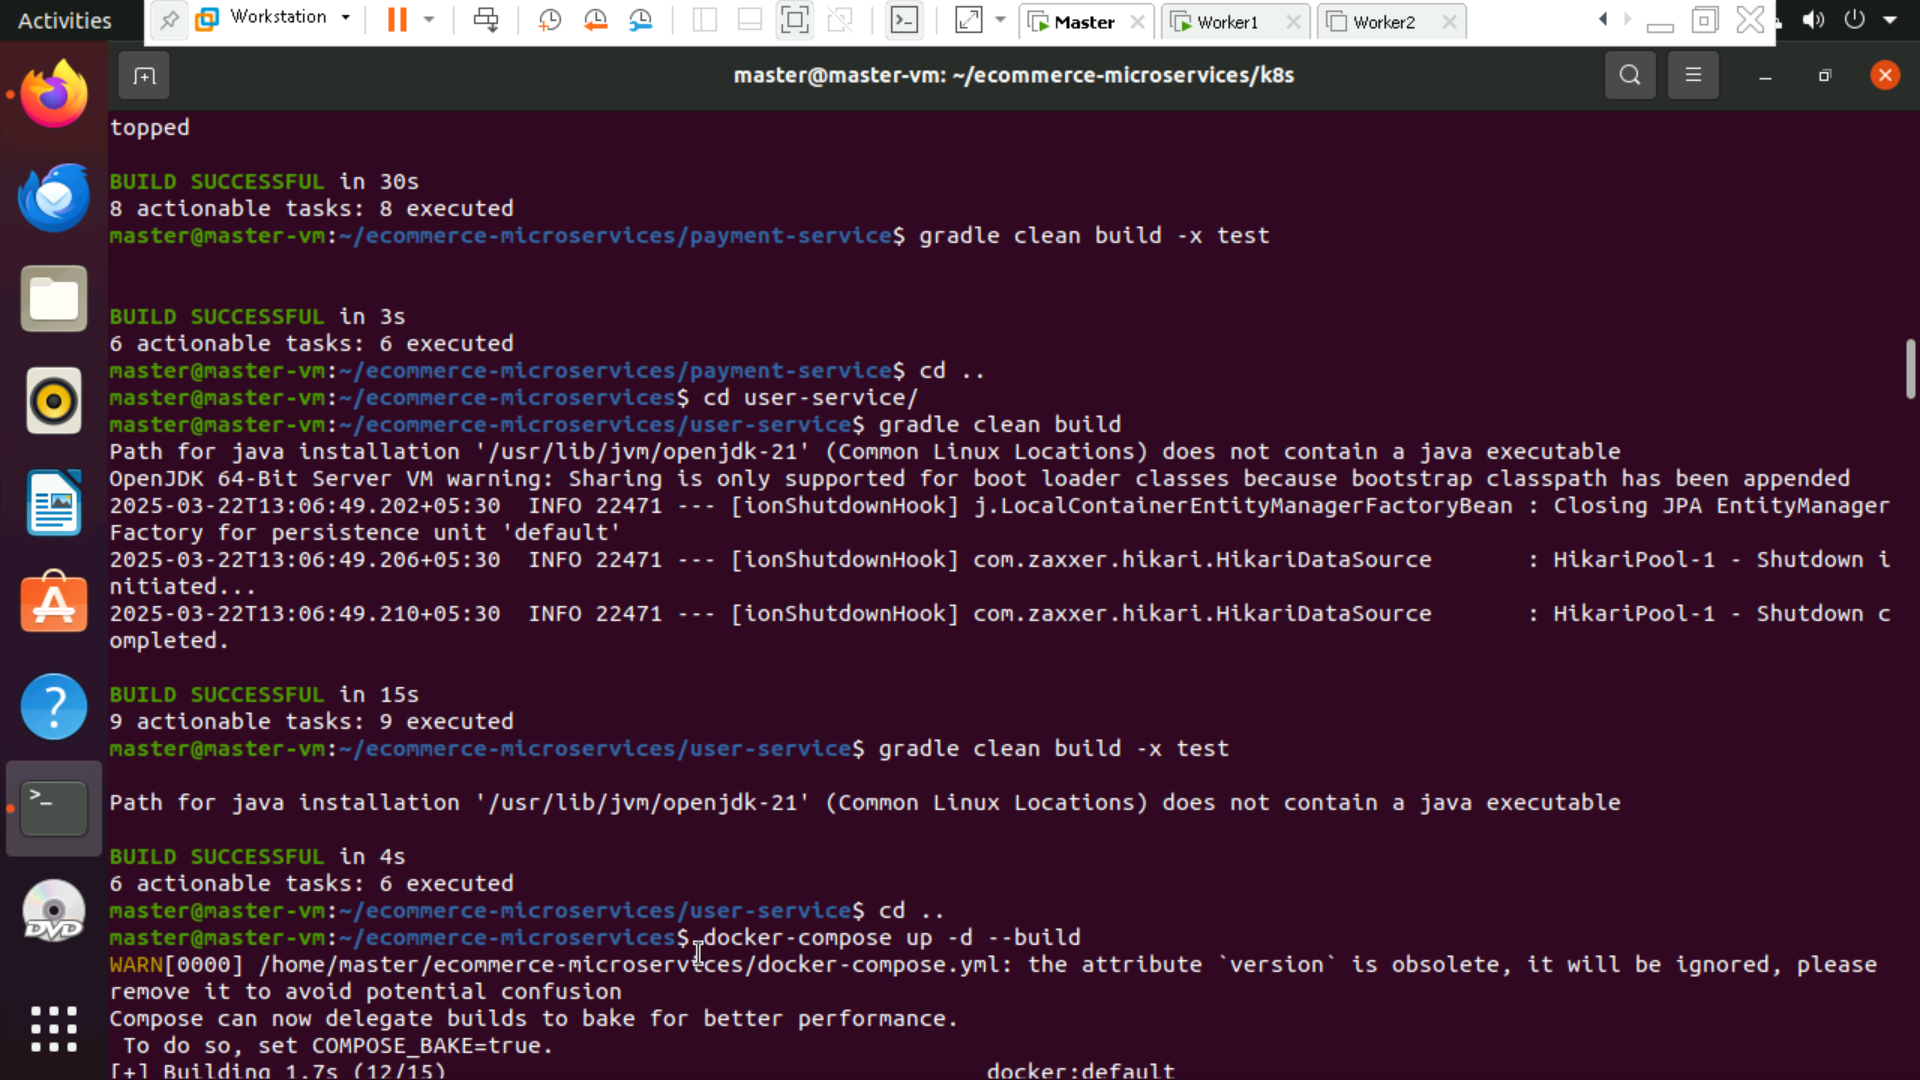 Activities
Workstation
Master
Worker1
Worker2
master@master-vm: ~/ecommerce-microservices/k8s
topped
BUILD SUCCESSFUL in 30s
8 actionable tasks: 8 executed
master@master-vm:~/ecommerce-microservices/payment-service$ gradle clean build -x test
BUILD SUCCESSFUL in 3s
6 actionable tasks: 6 executed
master@master-vm:~/ecommerce-microservices/payment-service$ cd ..
master@master-vm:~/ecommerce-microservices$ cd user-service/
master@master-vm:~/ecommerce-microservices/user-service$ gradle clean build
Path for java installation '/usr/lib/jvm/openjdk-21' (Common Linux Locations) does not contain a java executable
OpenJDK 64-Bit Server VM warning: Sharing is only supported for boot loader classes because bootstrap classpath has been appended
2025-03-22T13:06:49.202+05:30  INFO 22471 --- [ionShutdownHook] j.LocalContainerEntityManagerFactoryBean : Closing JPA EntityManager
Factory for persistence unit 'default'
2025-03-22T13:06:49.206+05:30  INFO 22471 --- [ionShutdownHook] com.zaxxer.hikari.HikariDataSource       : HikariPool-1 - Shutdown i
nitiated...
2025-03-22T13:06:49.210+05:30  INFO 22471 --- [ionShutdownHook] com.zaxxer.hikari.HikariDataSource       : HikariPool-1 - Shutdown c
ompleted.
BUILD SUCCESSFUL in 15s
9 actionable tasks: 9 executed
master@master-vm:~/ecommerce-microservices/user-service$ gradle clean build -x test
Path for java installation '/usr/lib/jvm/openjdk-21' (Common Linux Locations) does not contain a java executable
BUILD SUCCESSFUL in 4s
6 actionable tasks: 6 executed
master@master-vm:~/ecommerce-microservices/user-service$ cd ..
master@master-vm:~/ecommerce-microservices$ docker-compose up -d --build
WARN[0000] /home/master/ecommerce-microservices/docker-compose.yml: the attribute `version` is obsolete, it will be ignored, please
remove it to avoid potential confusion
Compose can now delegate builds to bake for better performance.
 To do so, set COMPOSE_BAKE=true.
[+] Building 1.7s (12/15)                                        docker:default